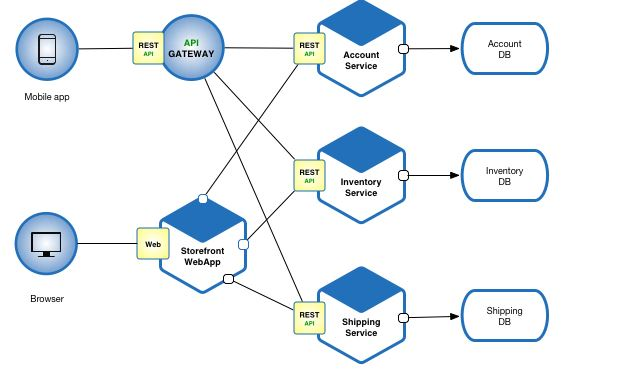 REST
API
API
GATEWAY
Mobile app
REST
API
Account
Service
Account
DB
REST
API
Inventory
Service
Inventory
DB
Web
Storefront
WebApp
Browser
REST
API
Shipping
Service
Shipping
DB